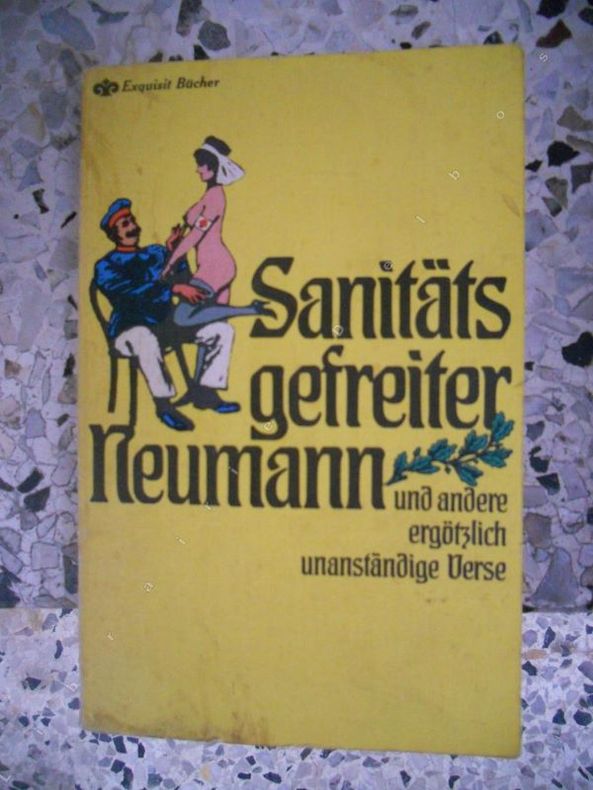 Exquisit Bücher
Sanitäts
gefreiter
Neumann
und andere
ergötzlich
unanständige Verse